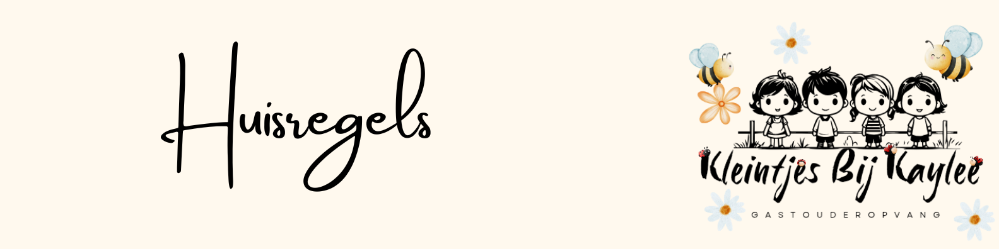 Huisregels
Kleintjes Bij Kaylee
GASTOUDEROPVANG